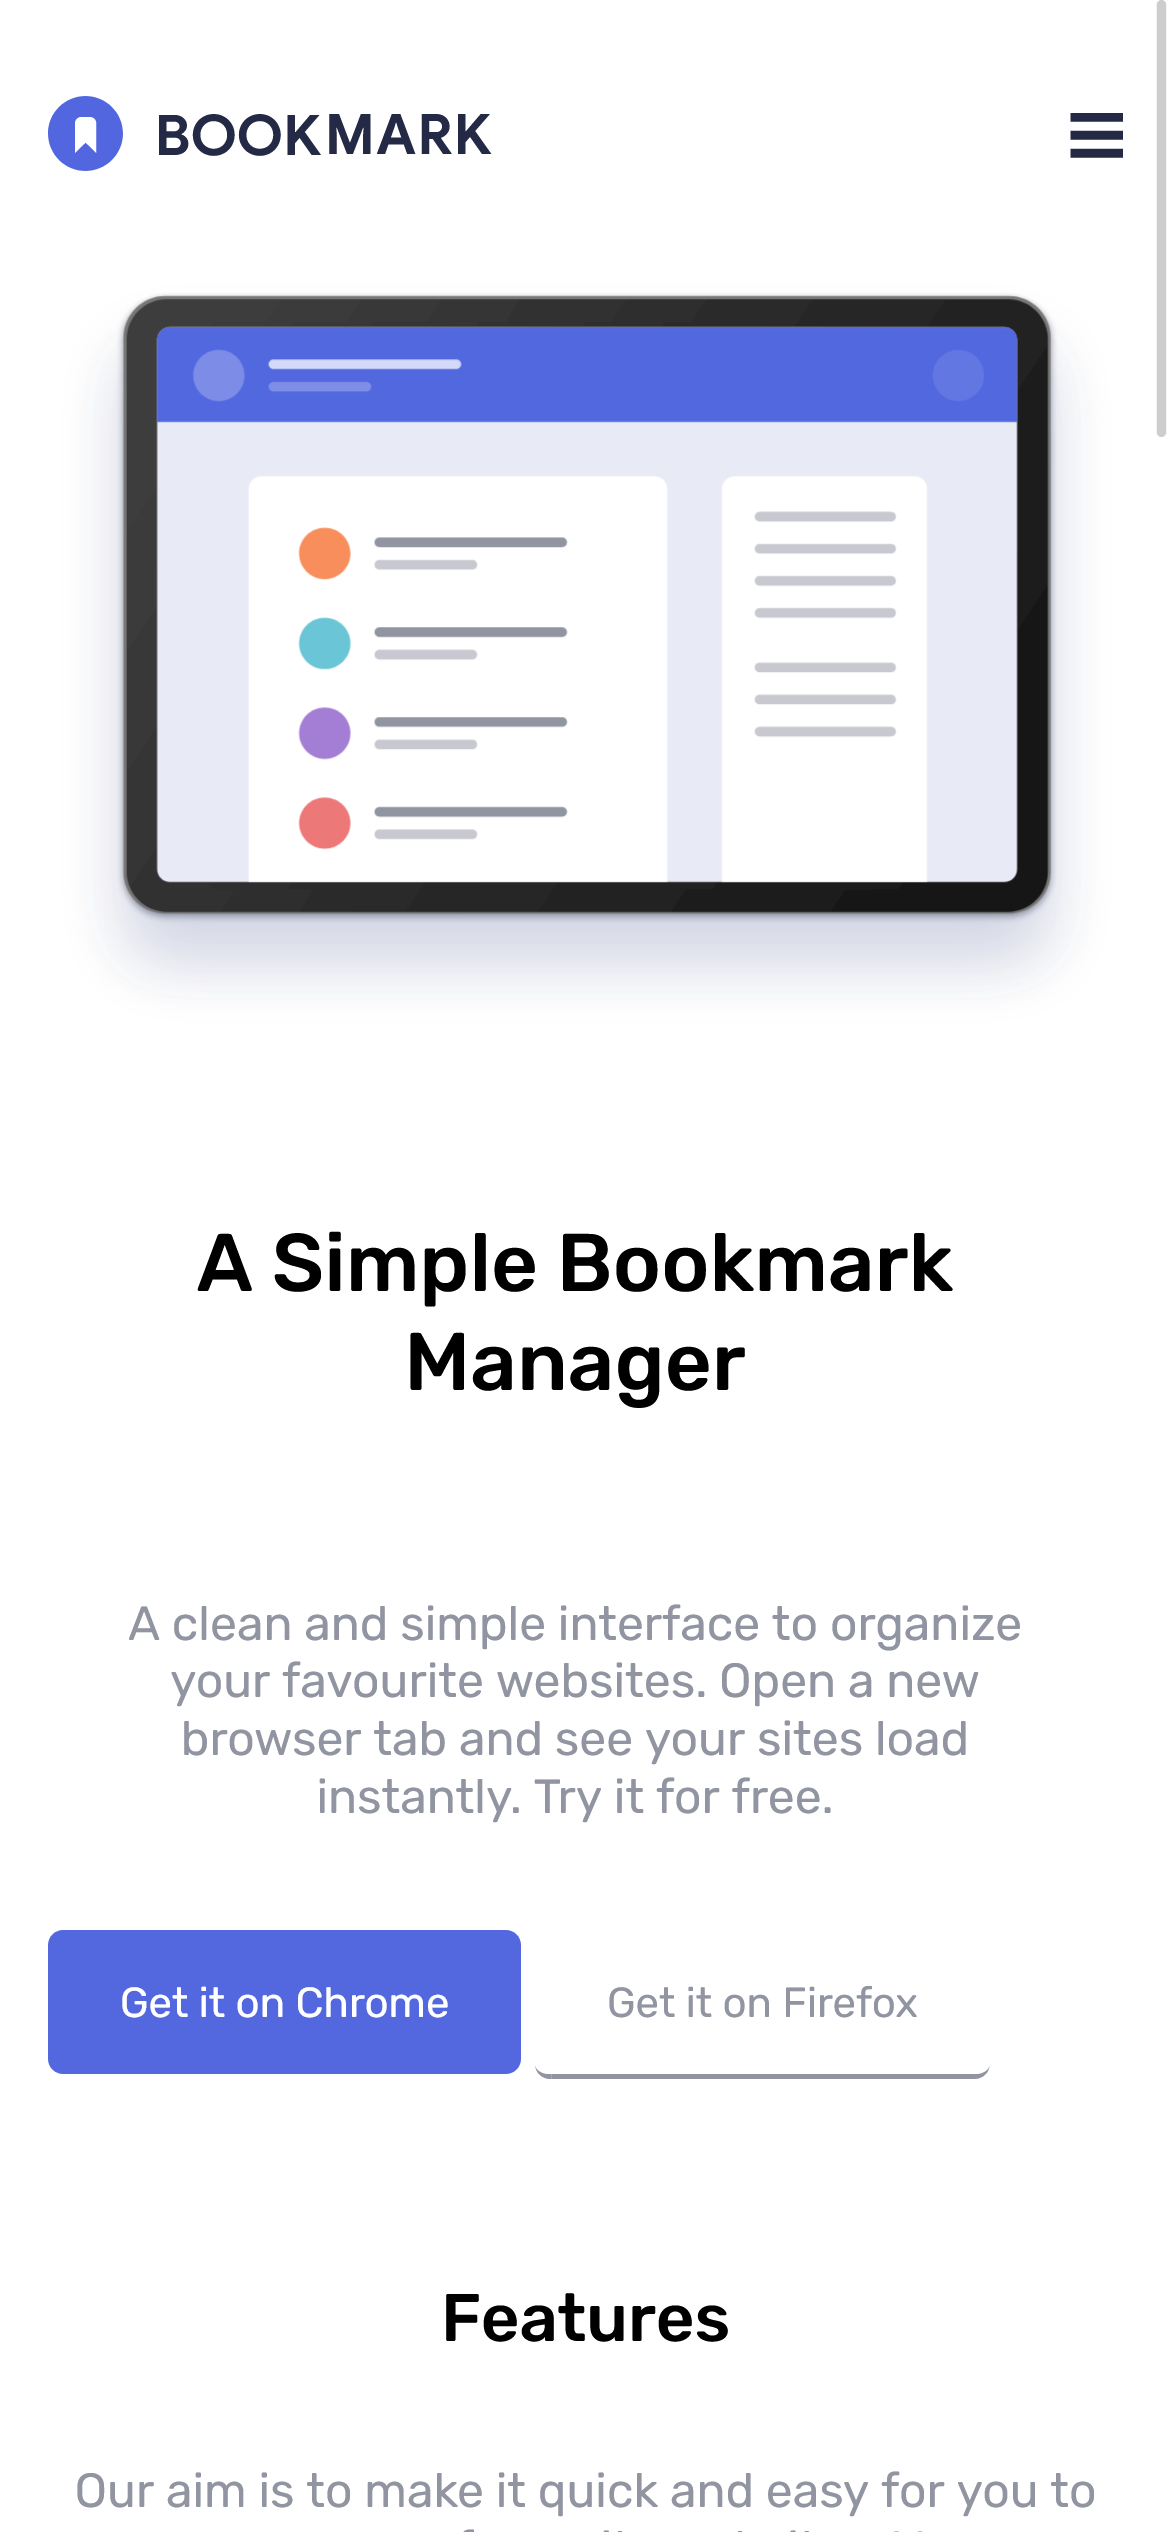 BOOKMARK
A Simple Bookmark
Manager
A clean and simple interface to organize
your favourite websites. Open a new
browser tab and see your sites load
instantly. Try it for free.
Get it on Chrome
Get it on Firefox
Features
Our aim is to make it quick and easy for you to